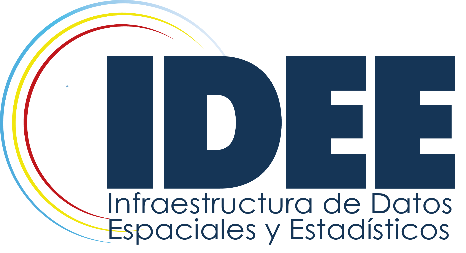 IDEE
Infraestructura de Datos
Espaciales y Estadísticos